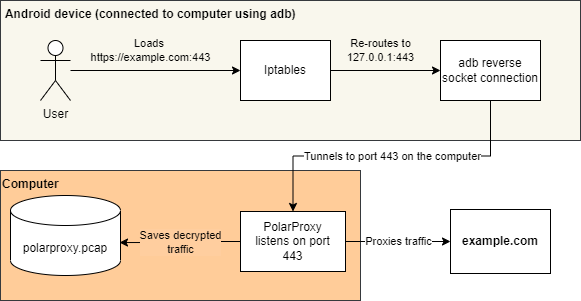 Android device (connected to computer using adb)
Loads
https://example.com:443
Re-routes to
127.0.0.1:443
User
Iptables
adb reverse
socket connection
Tunnels to port 443 on the computer
Computer
polarproxy.pcap
Saves decrypted
traffic
PolarProxy
listens on port
443
Proxies traffic
example.com